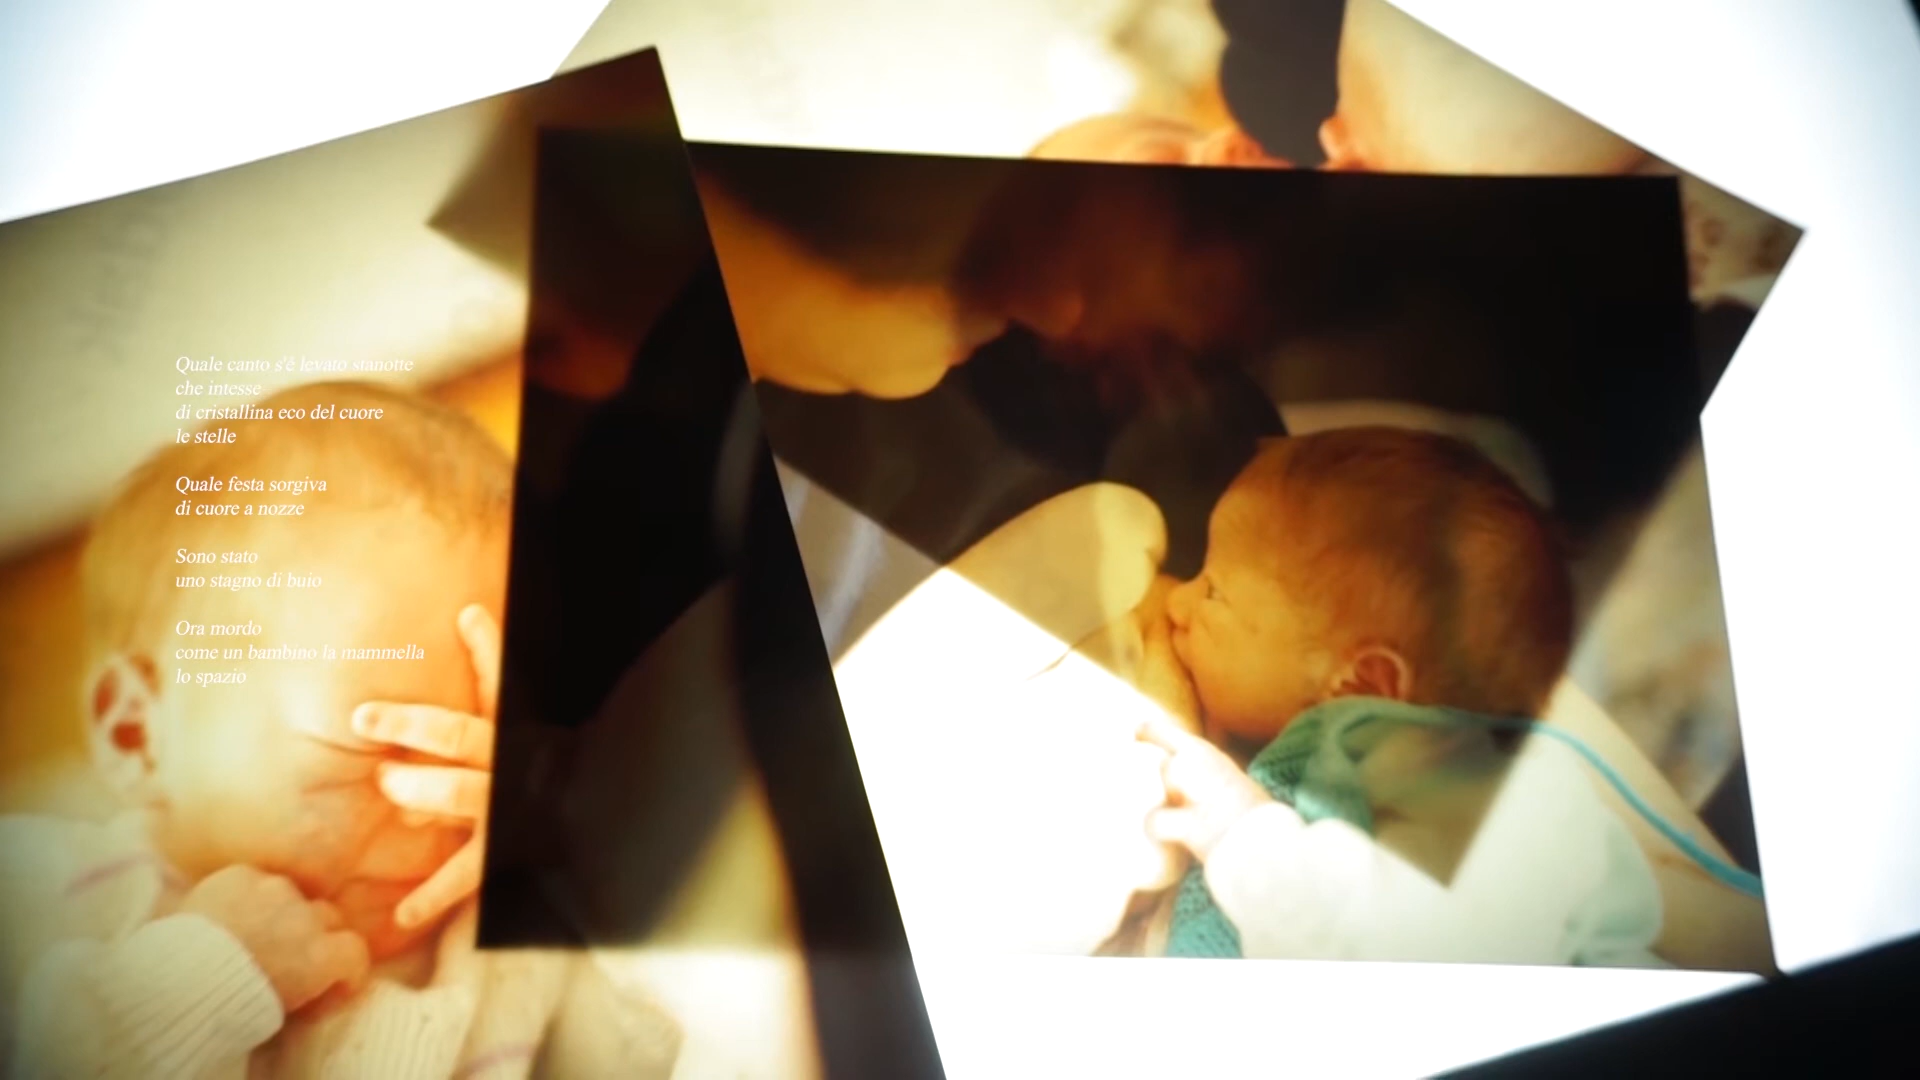 Quale canto s'è levato stanotte
che intesse
di cristallina eco del cuore
le stelle
Quale festa sorgiva
di cuore a nozze
Sono stato
uno stagno di buio
Ora mordo
come un bambino la mammella
lo spazio